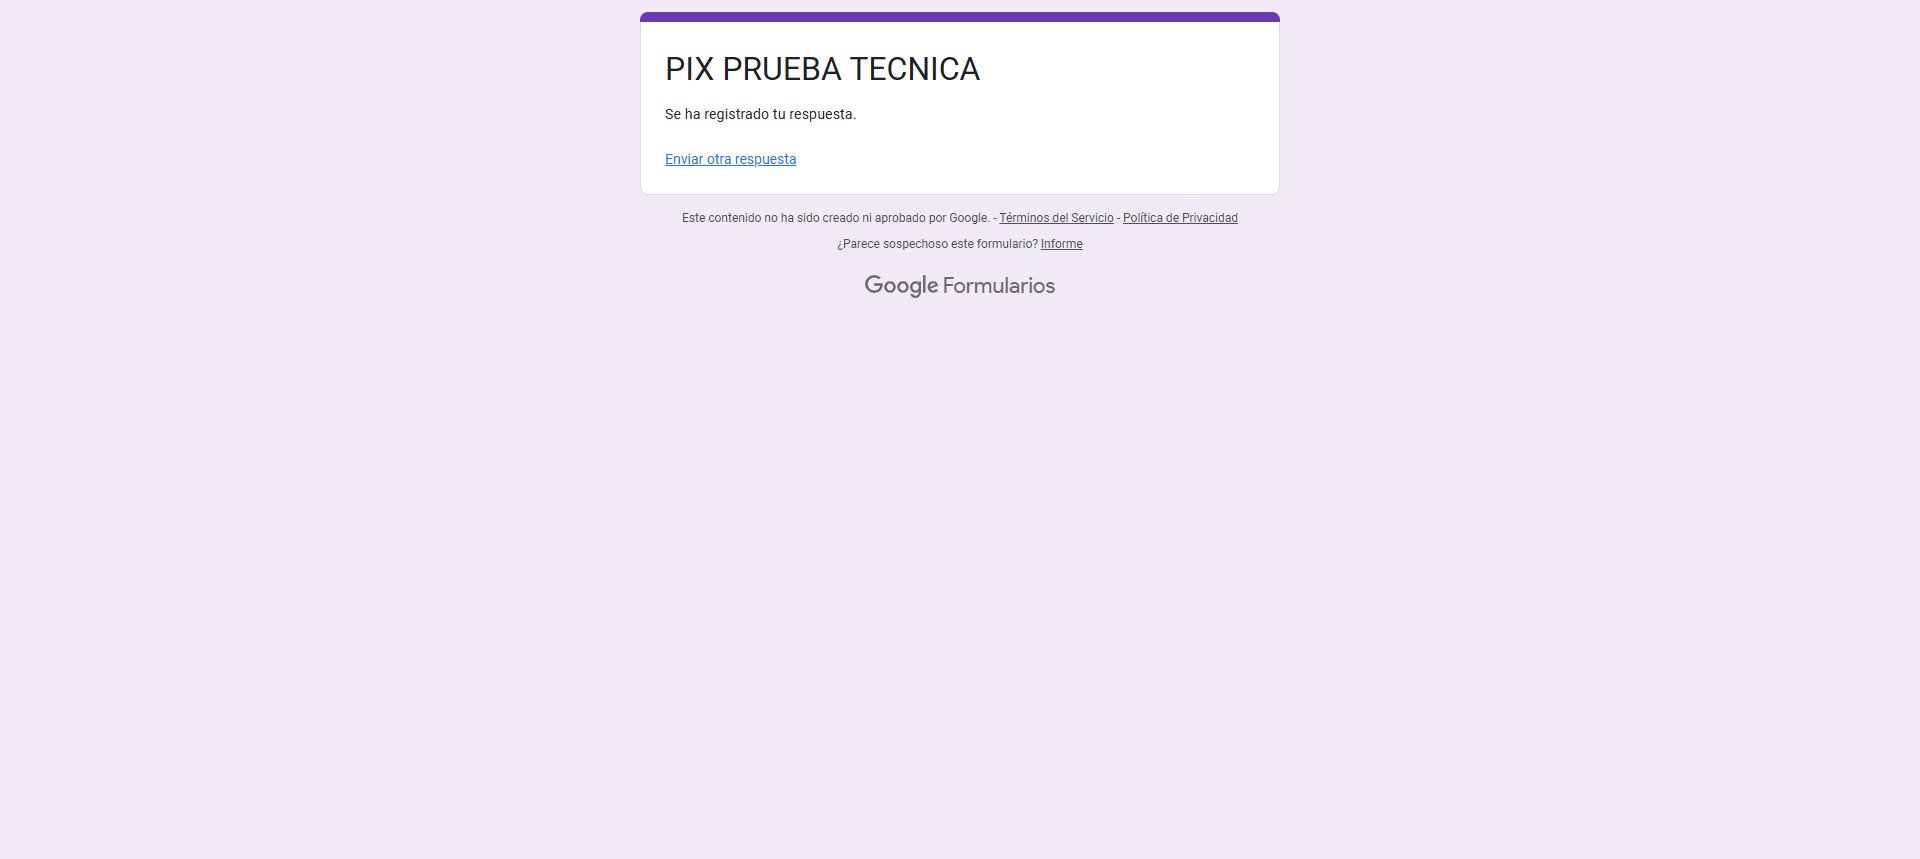 PIX PRUEBA TECNICA
Se ha registrado tu respuesta.
Enviar otra respuesta
Este contenido no ha sido creado ni aprobado por Google. - Términos del Servicio - Política de Privacidad
¿Parece sospechoso este formulario? Informe
Google Formularios